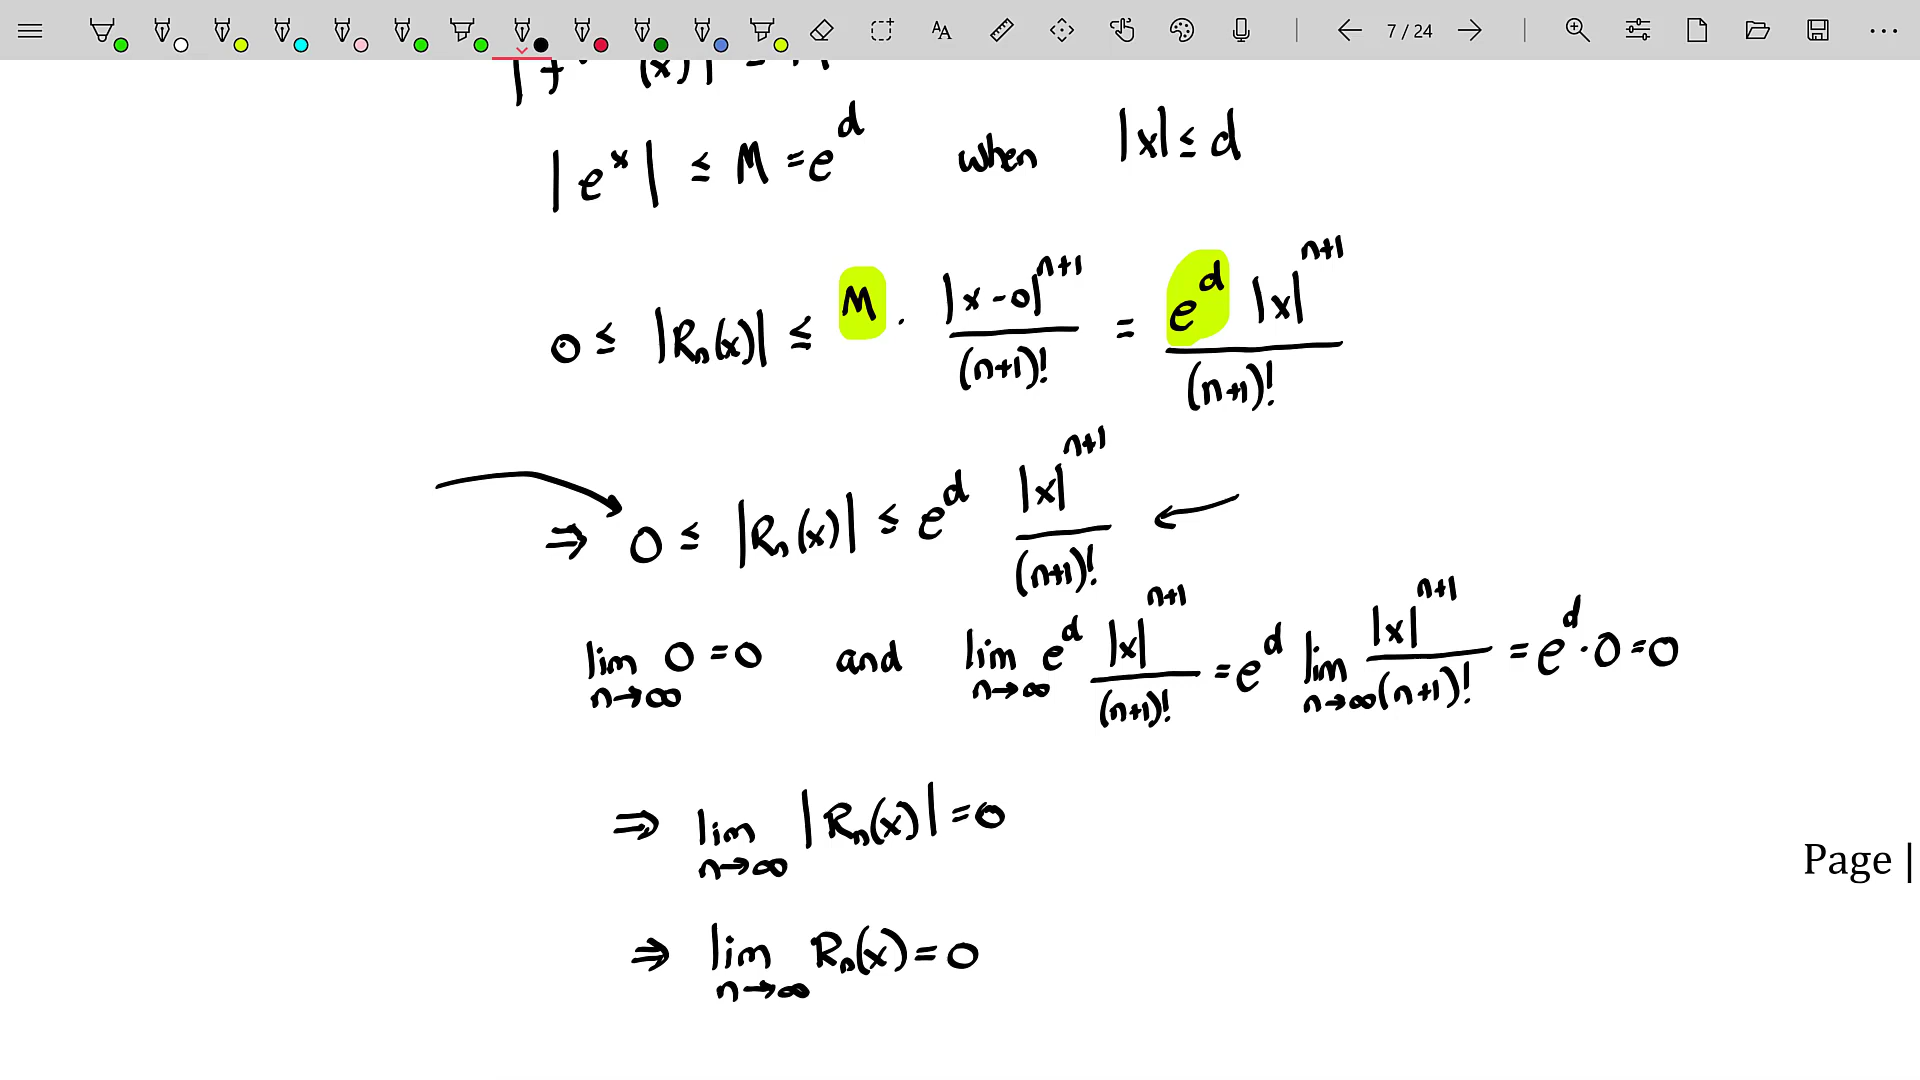 7 / 24
|e^x| ≤ M = e^d when |x| ≤ d
0 ≤ |R_n(x)| ≤ M · |x-0|^{n+1} / (n+1)! = e^d |x|^{n+1} / (n+1)!
⇒ 0 ≤ |R_n(x)| ≤ e^d |x|^{n+1} / (n+1)!
lim_{n→∞} 0 = 0 and lim_{n→∞} e^d |x|^{n+1} / (n+1)! = e^d lim_{n→∞} |x|^{n+1} / (n+1)! = e^d · 0 = 0
⇒ lim_{n→∞} |R_n(x)| = 0
Page |
⇒ lim_{n→∞} R_n(x) = 0